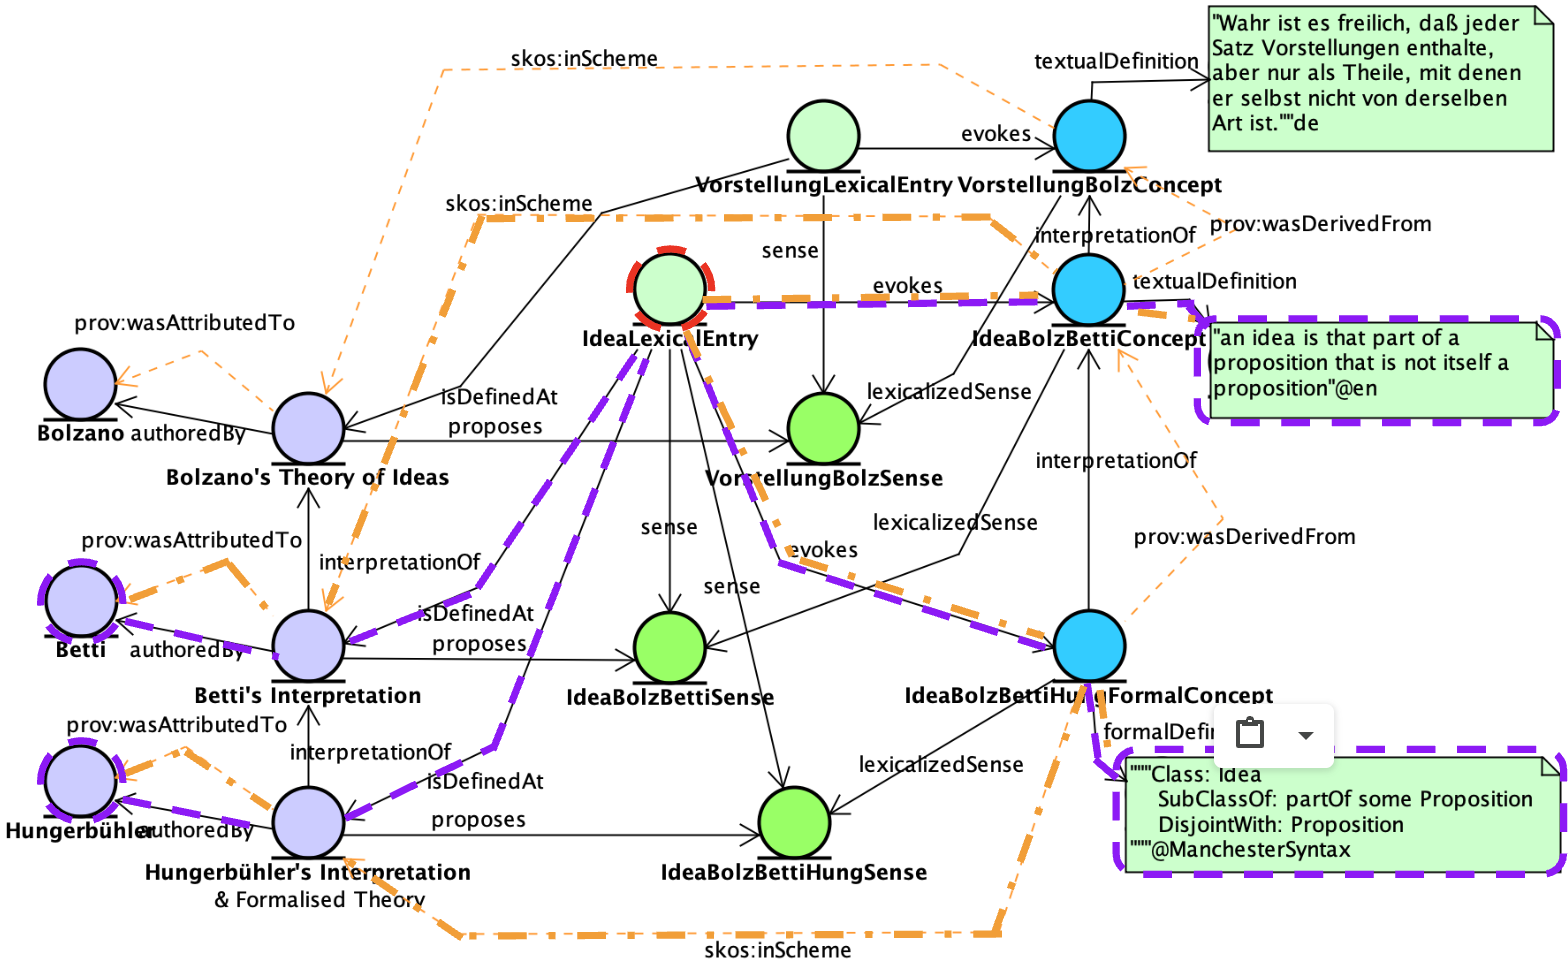 "Wahr ist es freilich, daß jeder
Satz Vorstellungen enthalte,
aber nur als Theile, mit denen
er selbst nicht von derselben
Art ist.""de
skos:inScheme
textualDefinition
evokes
VorstellungLexicalEntry
VorstellungBolzConcept
skos:inScheme
prov:wasDerivedFrom
interpretationOf
sense
textualDefinition
evokes
IdeaLexicalEntry
IdeaBolzBettiConcept
"an idea is that part of a
proposition that is not itself a
proposition"@en
prov:wasAttributedTo
isDefinedAt
lexicalizedSense
proposes
Bolzano
authoredBy
Bolzano's Theory of Ideas
VorstellungBolzSense
interpretationOf
sense
lexicalizedSense
prov:wasAttributedTo
prov:wasDerivedFrom
evokes
interpretationOf
sense
isDefinedAt
proposes
Betti
authoredBy
Betti's Interpretation
IdeaBolzBettiSense
IdeaBolzBettiHungFormalConcept
prov:wasAttributedTo
formalDefin
interpretationOf
lexicalizedSense
isDefinedAt
"""Class: Idea
SubClassOf: partOf some Proposition
DisjointWith: Proposition
"""@ManchesterSyntax
proposes
Hungerbühler
authoredBy
Hungerbühler's Interpretation
& Formalised Theory
IdeaBolzBettiHungSense
skos:inScheme